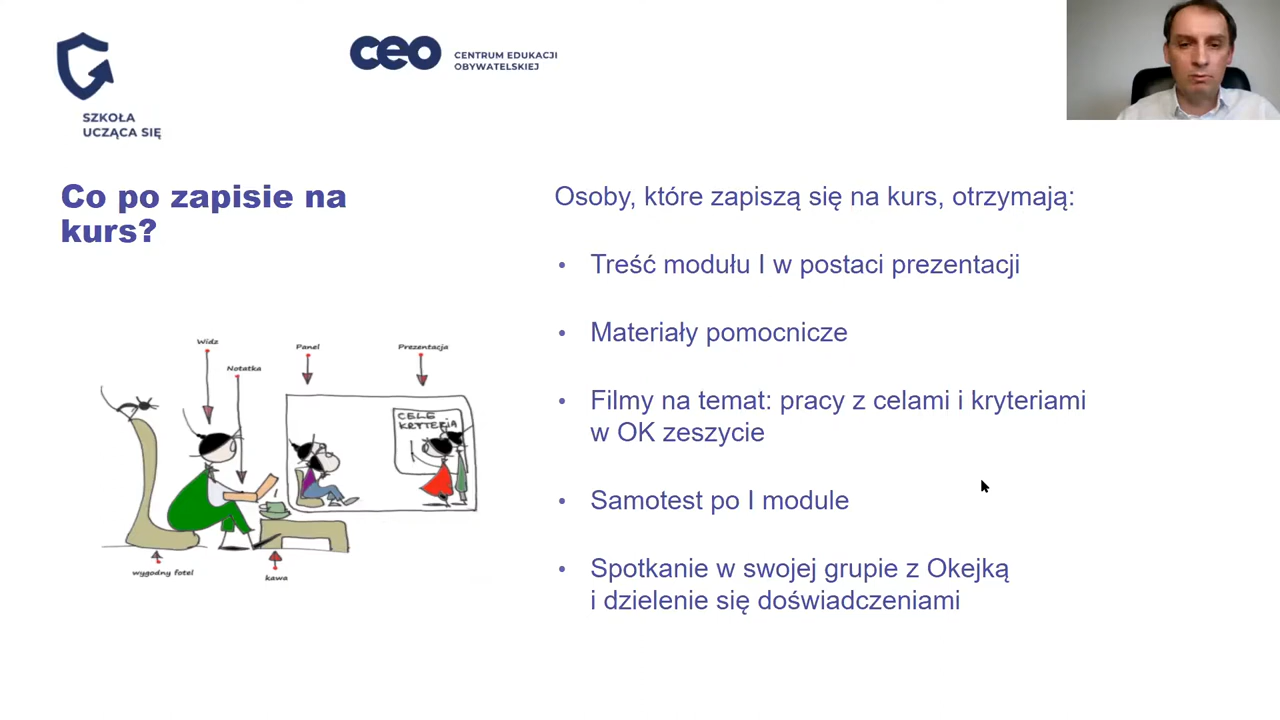 SZKOŁA
UCZĄCA SIĘ
ceo
CENTRUM EDUKACJI
OBYWATELSKIEJ
Co po zapisie na
kurs?
Widz
Notatka
Panel
Prezentacja
CELE
KRYTERIA
wygodny fotel
kawa
Osoby, które zapiszą się na kurs, otrzymają:
• Treść modułu I w postaci prezentacji
• Materiały pomocnicze
• Filmy na temat: pracy z celami i kryteriami
w OK zeszycie
• Samotest po I module
• Spotkanie w swojej grupie z Okejką
i dzielenie się doświadczeniami